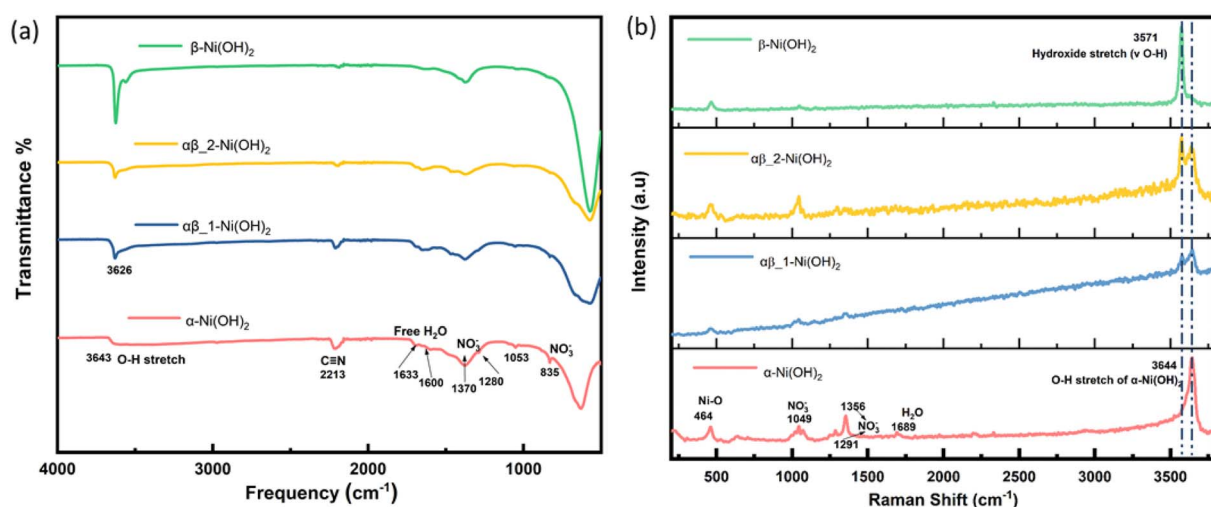 (a)
β-Ni(OH)₂
αβ_2-Ni(OH)₂
αβ_1-Ni(OH)₂
3626
α-Ni(OH)₂
3643
O-H stretch
C≡N
2213
Free H₂O
1633
1600
NO₃⁻
1370
1280
1053
NO₃⁻
835
4000
3000
2000
1000
Frequency (cm⁻¹)
Transmittance %
(b)
β-Ni(OH)₂
3571
Hydroxide stretch (v O-H)
αβ_2-Ni(OH)₂
αβ_1-Ni(OH)₂
α-Ni(OH)₂
3644
O-H stretch of α-Ni(OH)₂
Ni-O
464
NO₃⁻
1049
1356
NO₃⁻
1291
H₂O
1689
500
1000
1500
2000
2500
3000
3500
Raman Shift (cm⁻¹)
Intensity (a.u)